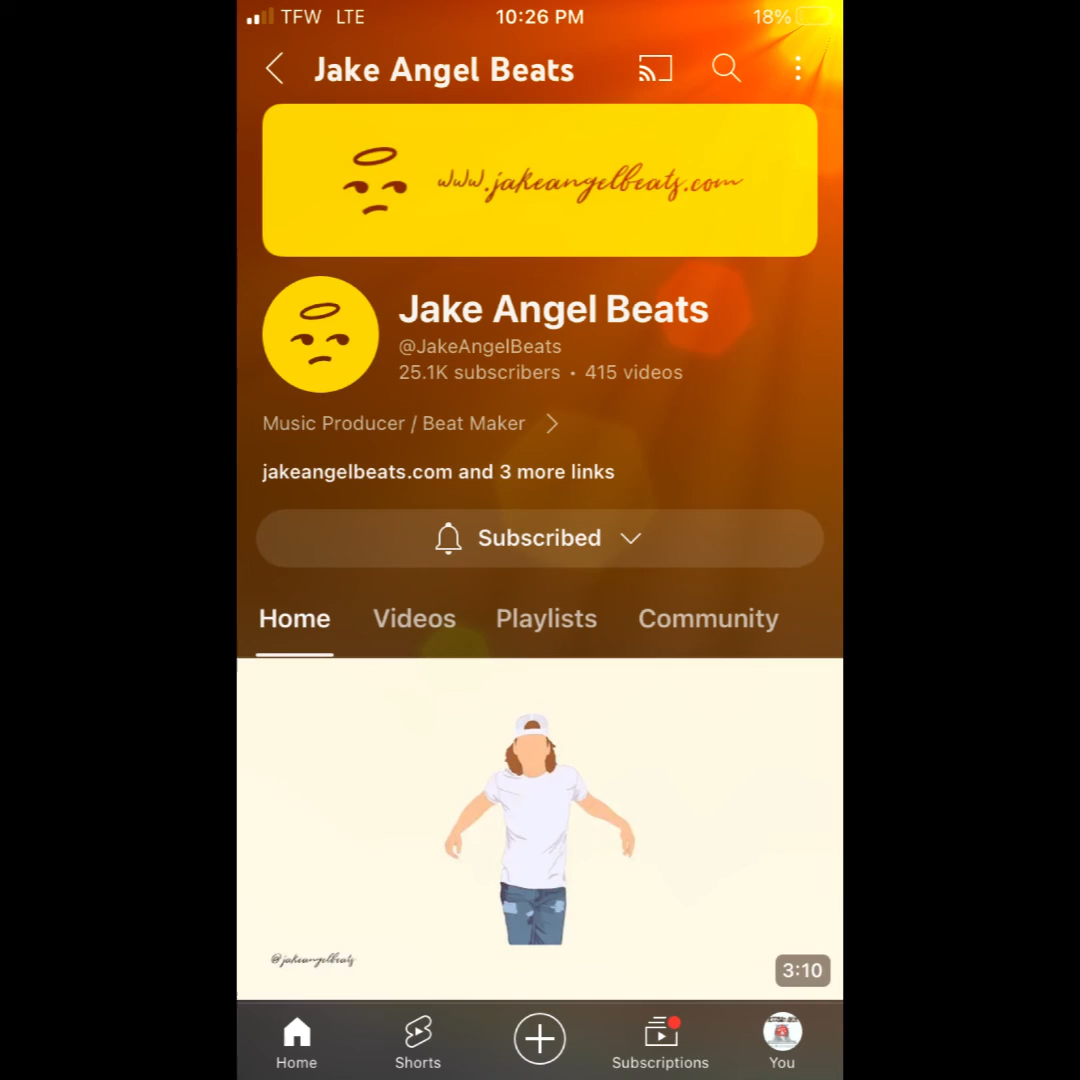 TFW LTE 10:26 PM 18%
Jake Angel Beats
www.jakeangelbeats.com
Jake Angel Beats
@JakeAngelBeats
25.1K subscribers • 415 videos
Music Producer / Beat Maker
jakeangelbeats.com and 3 more links
Subscribed
Home Videos Playlists Community
@jakeangelbeats
3:10
Home Shorts Subscriptions You